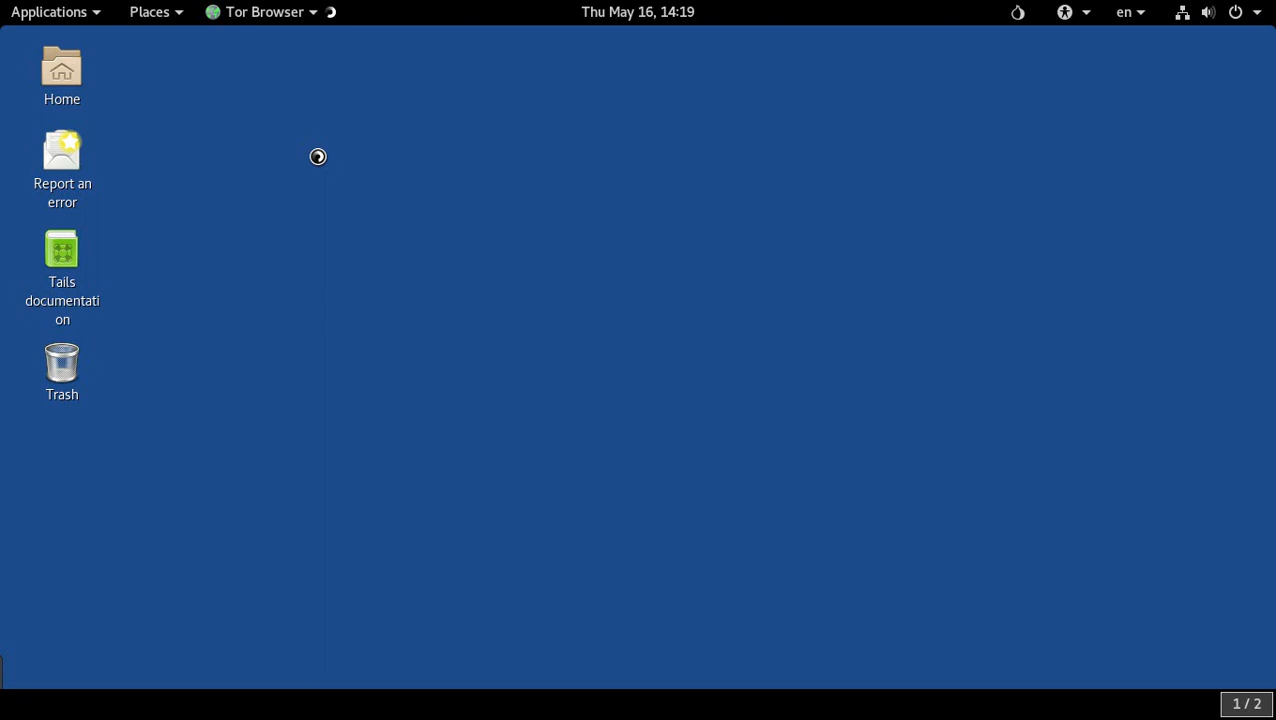 Applications Places Tor Browser Thu May 16, 14:19 en
Home
Report an
error
Tails
documentati
on
Trash
1 / 2